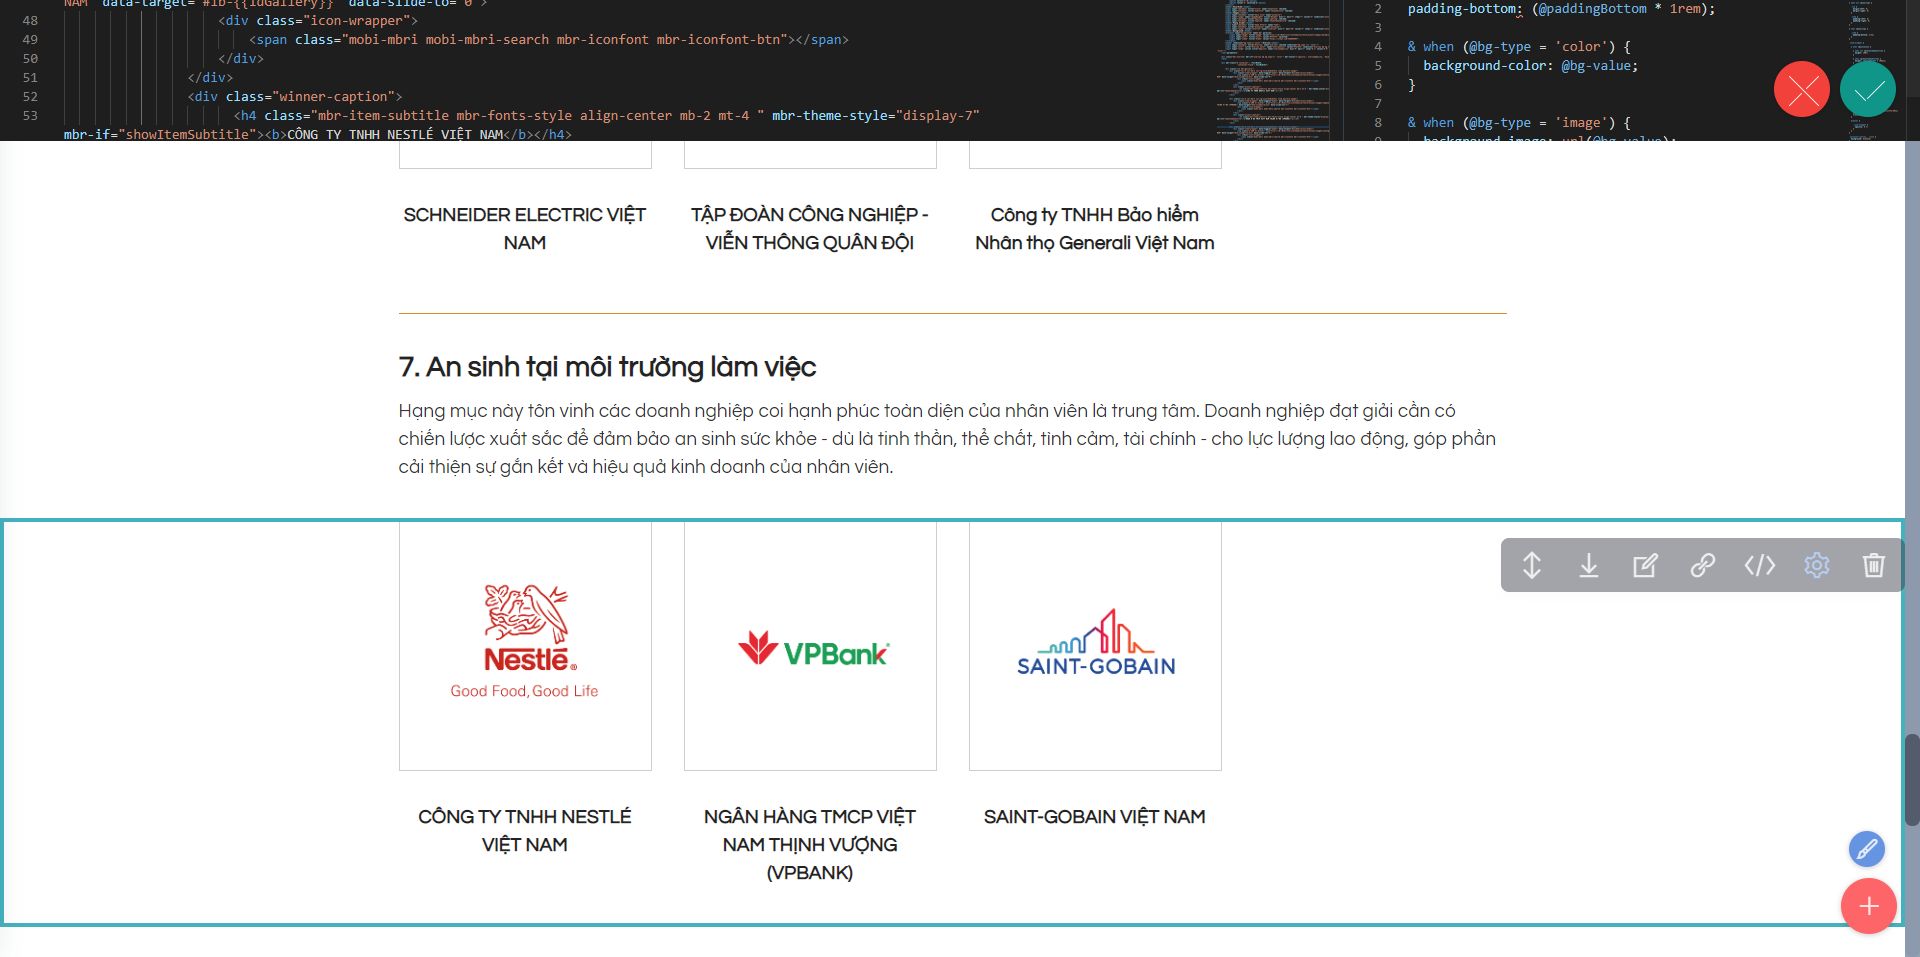 NAM" data-target="#lb-{{idGallery}}" data-slide-to="0">
48 <div class="icon-wrapper">
49 <span class="mobi-mbri mobi-mbri-search mbr-iconfont mbr-iconfont-btn"></span>
50 </div>
51 </div>
52 <div class="winner-caption">
53 <h4 class="mbr-item-subtitle mbr-fonts-style align-center mb-2 mt-4 " mbr-theme-style="display-7"
mbr-if="showItemSubtitle"><b>CÔNG TY TNHH NESTLÉ VIỆT NAM</b></h4>
2 padding-bottom: (@paddingBottom * 1rem);
3
4 & when (@bg-type = 'color') {
5 background-color: @bg-value;
6 }
7
8 & when (@bg-type = 'image') {
9 background-image: url(@bg-value);
SCHNEIDER ELECTRIC VIỆT
NAM
TẬP ĐOÀN CÔNG NGHIỆP -
VIỄN THÔNG QUÂN ĐỘI
Công ty TNHH Bảo hiểm
Nhân thọ Generali Việt Nam
7. An sinh tại môi trường làm việc
Hạng mục này tôn vinh các doanh nghiệp coi hạnh phúc toàn diện của nhân viên là trung tâm. Doanh nghiệp đạt giải cần có
chiến lược xuất sắc để đảm bảo an sinh sức khỏe - dù là tinh thần, thể chất, tình cảm, tài chính - cho lực lượng lao động, góp phần
cải thiện sự gắn kết và hiệu quả kinh doanh của nhân viên.
Nestlé®
Good Food, Good Life
VPBank
SAINT-GOBAIN
CÔNG TY TNHH NESTLÉ
VIỆT NAM
NGÂN HÀNG TMCP VIỆT
NAM THỊNH VƯỢNG
(VPBANK)
SAINT-GOBAIN VIỆT NAM